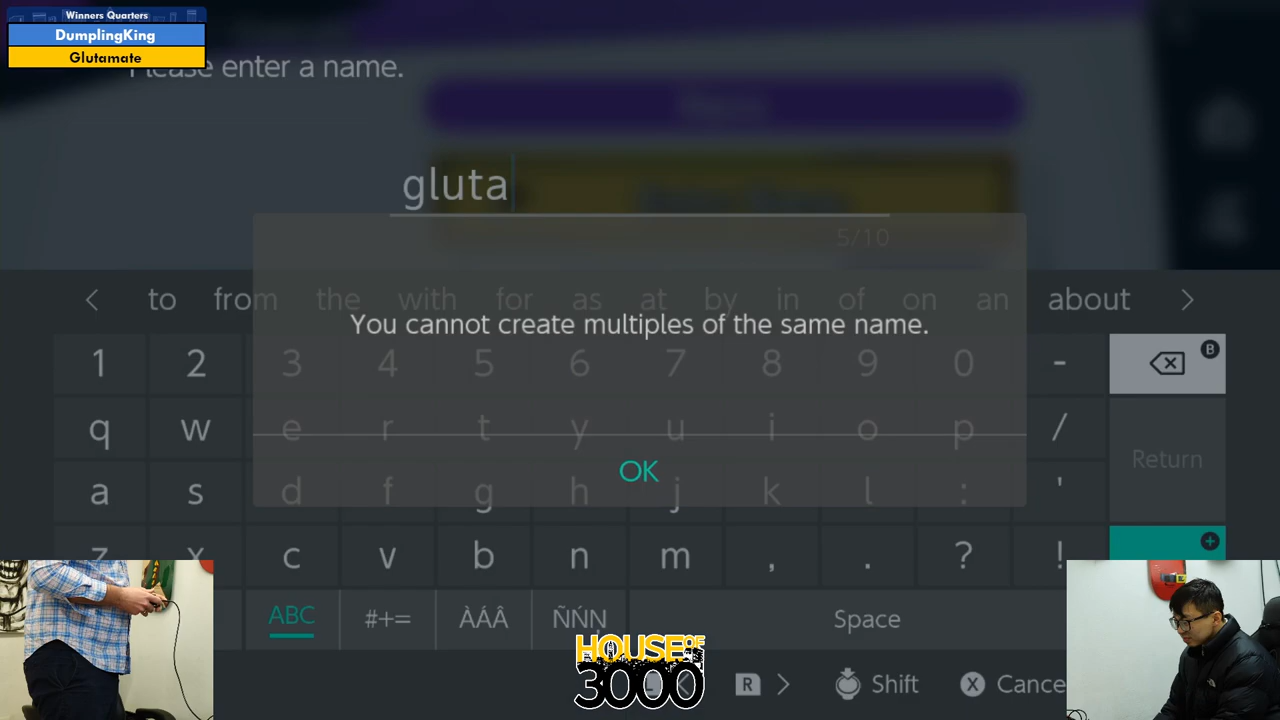 Winners Quarters
DumplingKing
Glutamate
Please enter a name.
gluta
5/10
to from the with for as at by in of on an about
You cannot create multiples of the same name.
1 2 3 4 5 6 7 8 9 0 - B
q w e r t y u i o p / Return
OK
a s d f g h j k l : '
z x c v b n m , . ? ! +
ABC #+= ÀÁÂ ÑŃŅ Space
HOUSE OF
3000
L R Shift X Cance